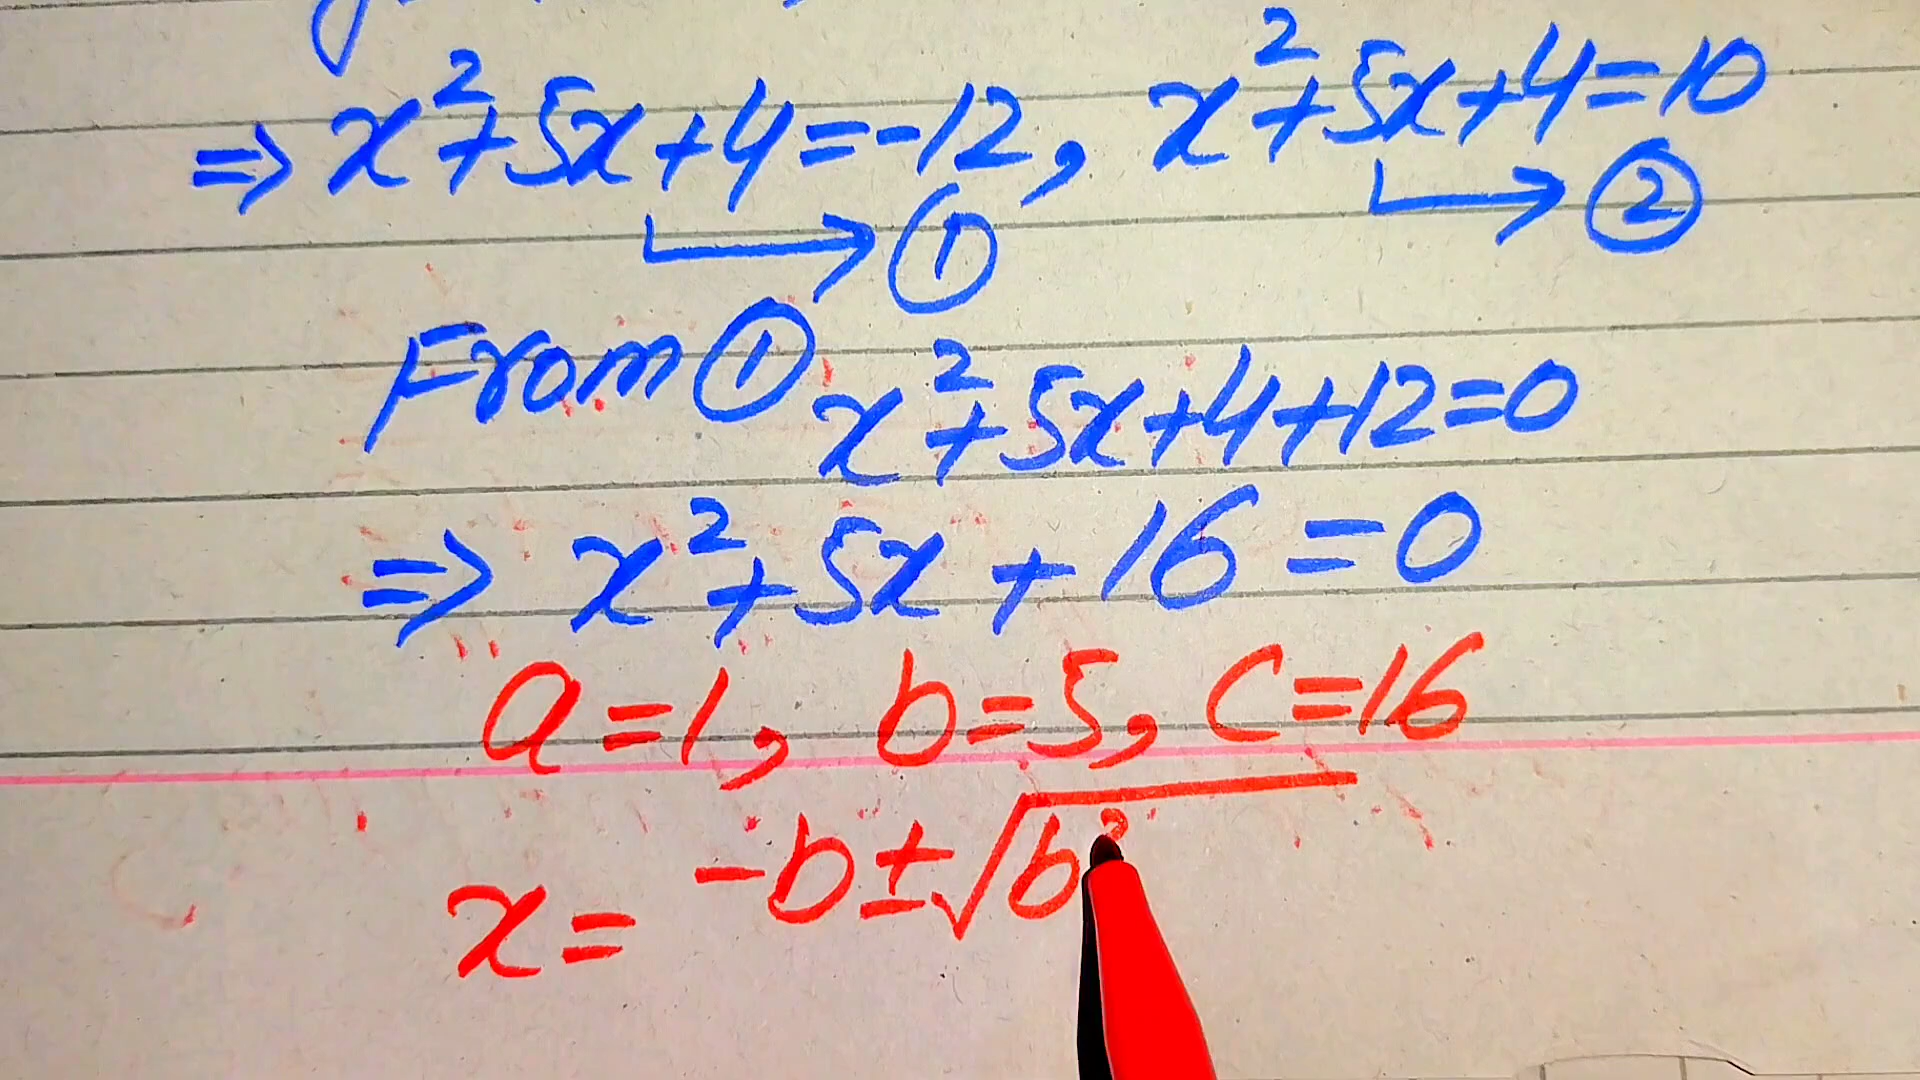 ⇒ x²+5x+4=-12, x²+5x+4=10
→ ① → ②
From ① x²+5x+4+12=0
⇒ x²+5x+16=0
a=1, b=5, c=16
x= -b±√b²